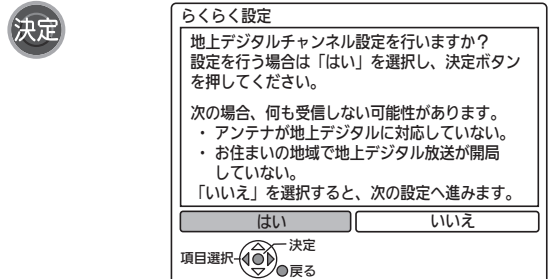 決定
らくらく設定
地上デジタルチャンネル設定を行いますか？
設定を行う場合は「はい」を選択し、決定ボタン
を押してください。
次の場合、何も受信しない可能性があります。
・ アンテナが地上デジタルに対応していない。
・ お住まいの地域で地上デジタル放送が開局
していない。
「いいえ」を選択すると、次の設定へ進みます。
はい
いいえ
決定
項目選択
戻る